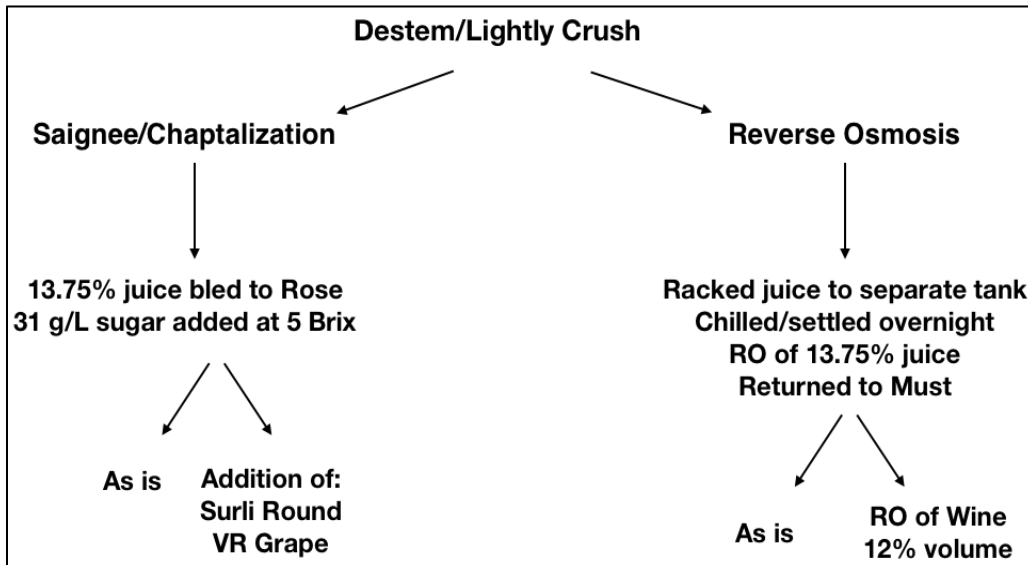 Destem/Lightly Crush
Saignee/Chaptalization
Reverse Osmosis
13.75% juice bled to Rose
31 g/L sugar added at 5 Brix
Racked juice to separate tank
Chilled/settled overnight
RO of 13.75% juice
Returned to Must
As is
Addition of:
Surli Round
VR Grape
As is
RO of Wine
12% volume